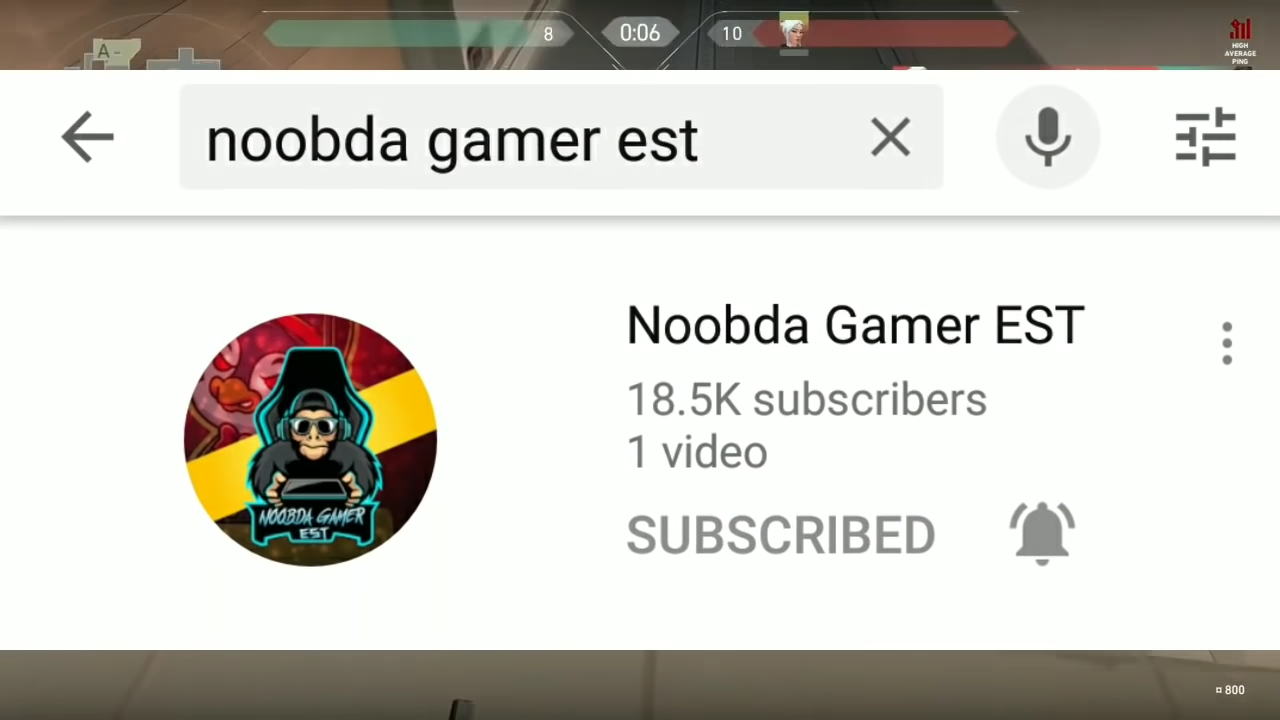 A
8
0:06
10
HIGH
AVERAGE
PING
noobda gamer est
Noobda Gamer EST
18.5K subscribers
1 video
SUBSCRIBED
NOOBDA GAMER
EST
¤ 800